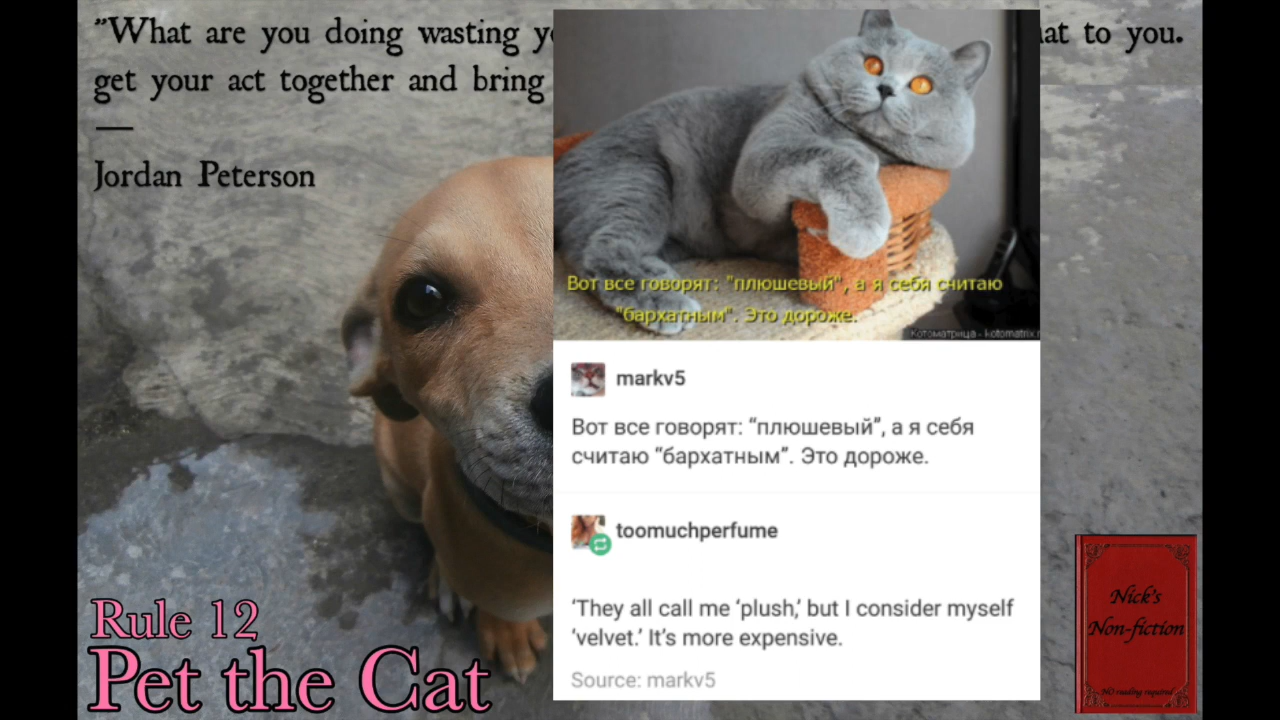 "What are you doing wasting
at to you.
get your act together and bring
—
Jordan Peterson
Вот все говорят: "плюшевый", а я себя считаю
"бархатным". Это дороже.
Котоматрица - kotomatrix.r
markv5
Вот все говорят: “плюшевый”, а я себя
считаю “бархатным”. Это дороже.
toomuchperfume
‘They all call me ‘plush,’ but I consider myself
‘velvet.’ It’s more expensive.
Source: markv5
Rule 12
Pet the Cat
Nick's
Non-fiction
NO reading required